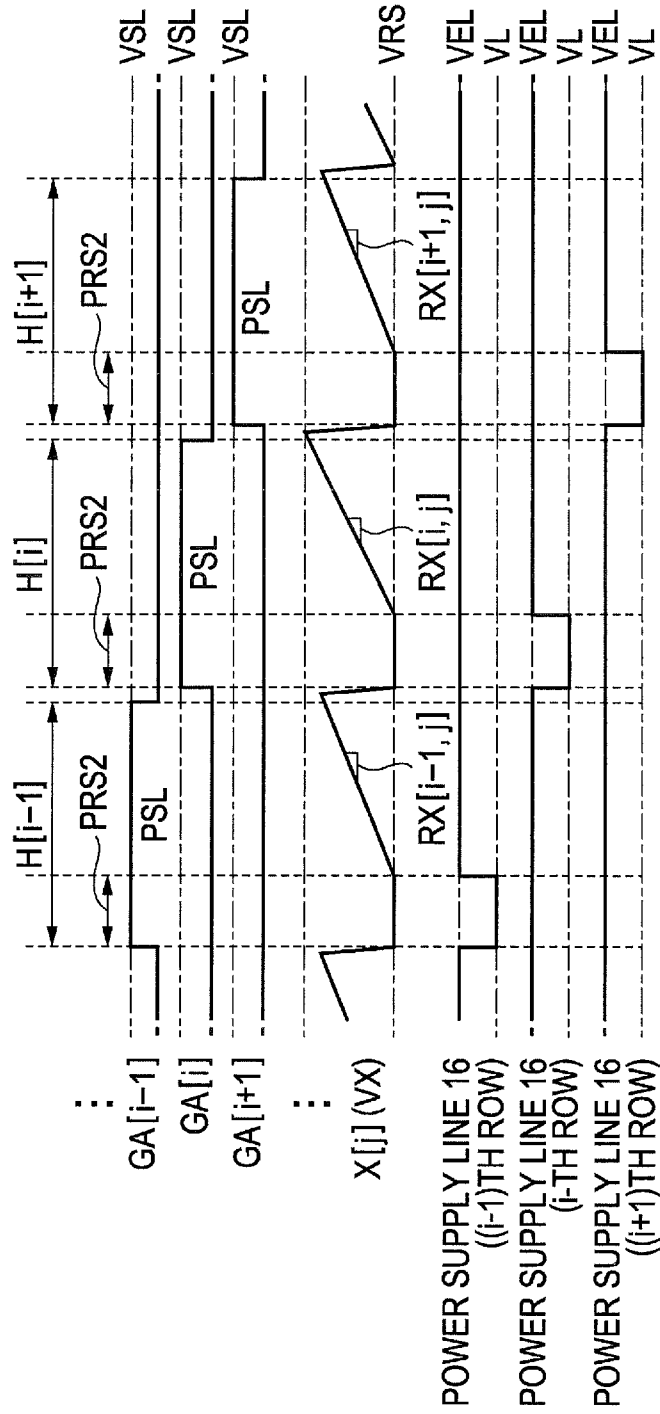 H[i−1]
H[i]
H[i+1]
PRS2
PRS2
PRS2
⋮
GA[i−1]
PSL
VSL
GA[i]
PSL
VSL
GA[i+1]
PSL
VSL
⋮
X[j] (VX)
VRS
RX[i−1, j]
RX[i, j]
RX[i+1, j]
POWER SUPPLY LINE 16
((i-1)TH ROW)
VEL
VL
POWER SUPPLY LINE 16
(i-TH ROW)
VEL
VL
POWER SUPPLY LINE 16
((i+1)TH ROW)
VEL
VL